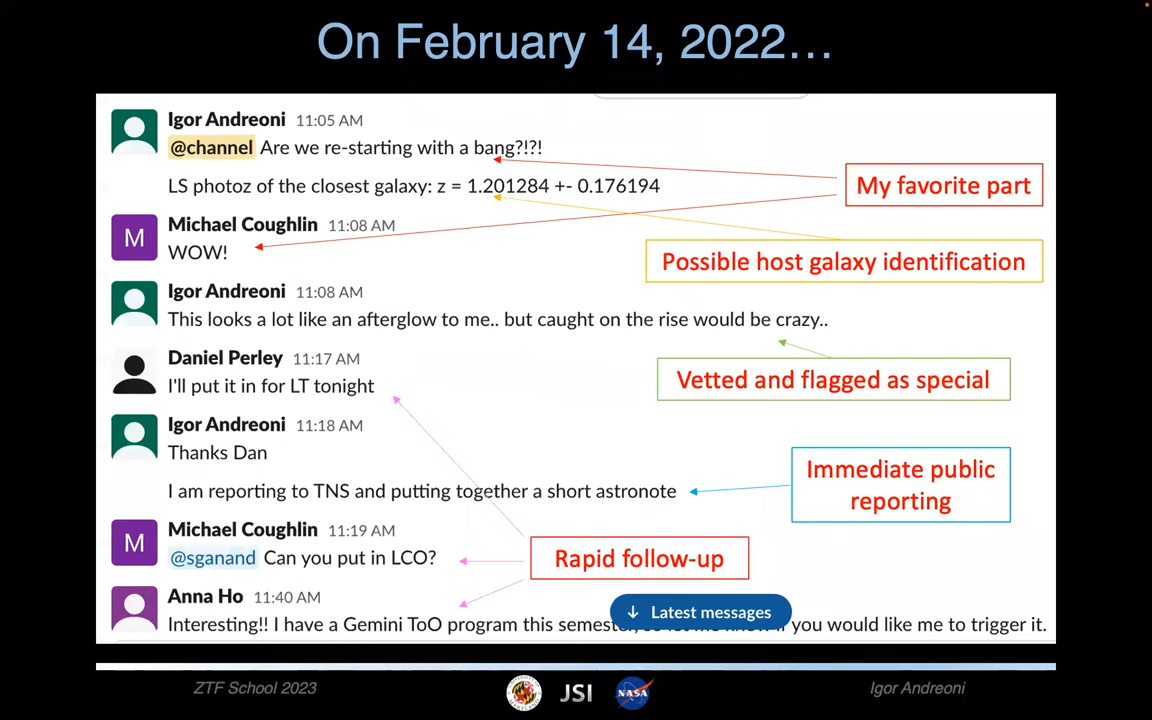 On February 14, 2022...
Igor Andreoni 11:05 AM
@channel Are we re-starting with a bang?!?!
LS photoz of the closest galaxy: z = 1.201284 +- 0.176194
My favorite part
Michael Coughlin 11:08 AM
M
WOW!
Possible host galaxy identification
Igor Andreoni 11:08 AM
This looks a lot like an afterglow to me.. but caught on the rise would be crazy..
Daniel Perley 11:17 AM
I'll put it in for LT tonight
Vetted and flagged as special
Igor Andreoni 11:18 AM
Thanks Dan
I am reporting to TNS and putting together a short astronote
Immediate public
reporting
Michael Coughlin 11:19 AM
M
@sganand Can you put in LCO?
Rapid follow-up
Anna Ho 11:40 AM
Latest messages
Interesting!! I have a Gemini ToO program this semester, if you would like me to trigger it.
ZTF School 2023
JSI
NASA
Igor Andreoni